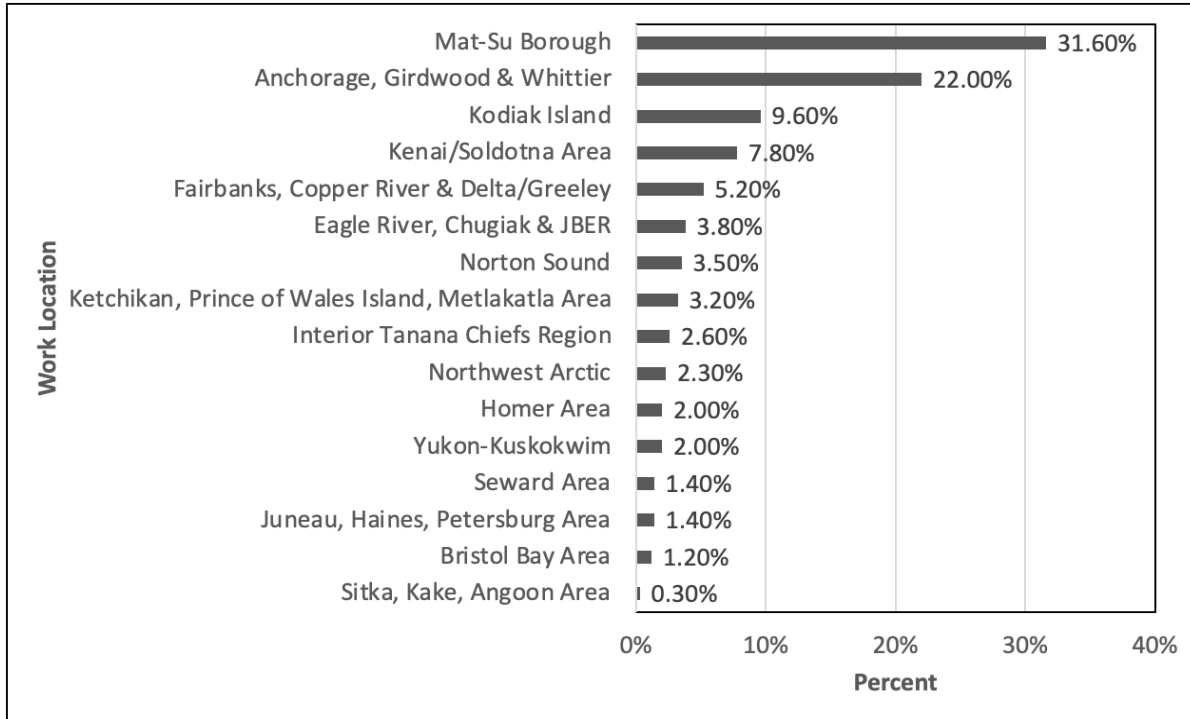 Mat-Su Borough 31.60%
Anchorage, Girdwood & Whittier 22.00%
Kodiak Island 9.60%
Kenai/Soldotna Area 7.80%
Fairbanks, Copper River & Delta/Greeley 5.20%
Eagle River, Chugiak & JBER 3.80%
Norton Sound 3.50%
Ketchikan, Prince of Wales Island, Metlakatla Area 3.20%
Interior Tanana Chiefs Region 2.60%
Northwest Arctic 2.30%
Homer Area 2.00%
Yukon-Kuskokwim 2.00%
Seward Area 1.40%
Juneau, Haines, Petersburg Area 1.40%
Bristol Bay Area 1.20%
Sitka, Kake, Angoon Area 0.30%
Work Location
0% 10% 20% 30% 40%
Percent